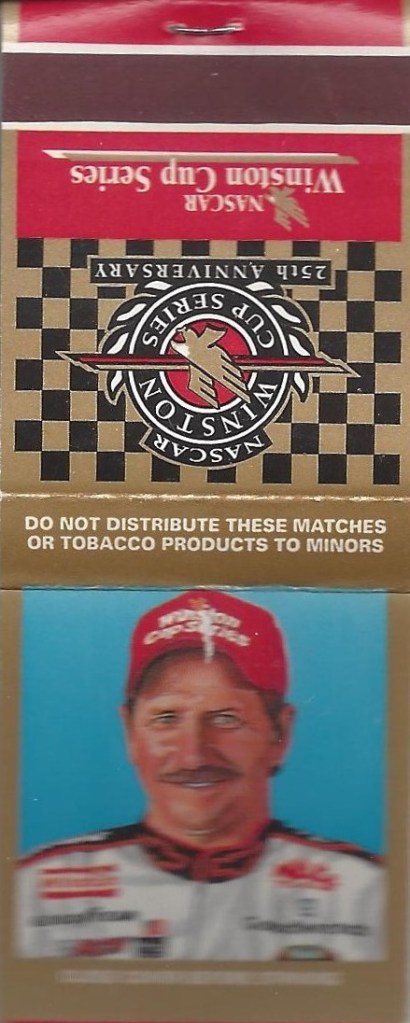 NASCAR
Winston Cup Series
25th ANNIVERSARY
NASCAR
WINSTON
CUP SERIES
DO NOT DISTRIBUTE THESE MATCHES
OR TOBACCO PRODUCTS TO MINORS
Winston
Cup Series